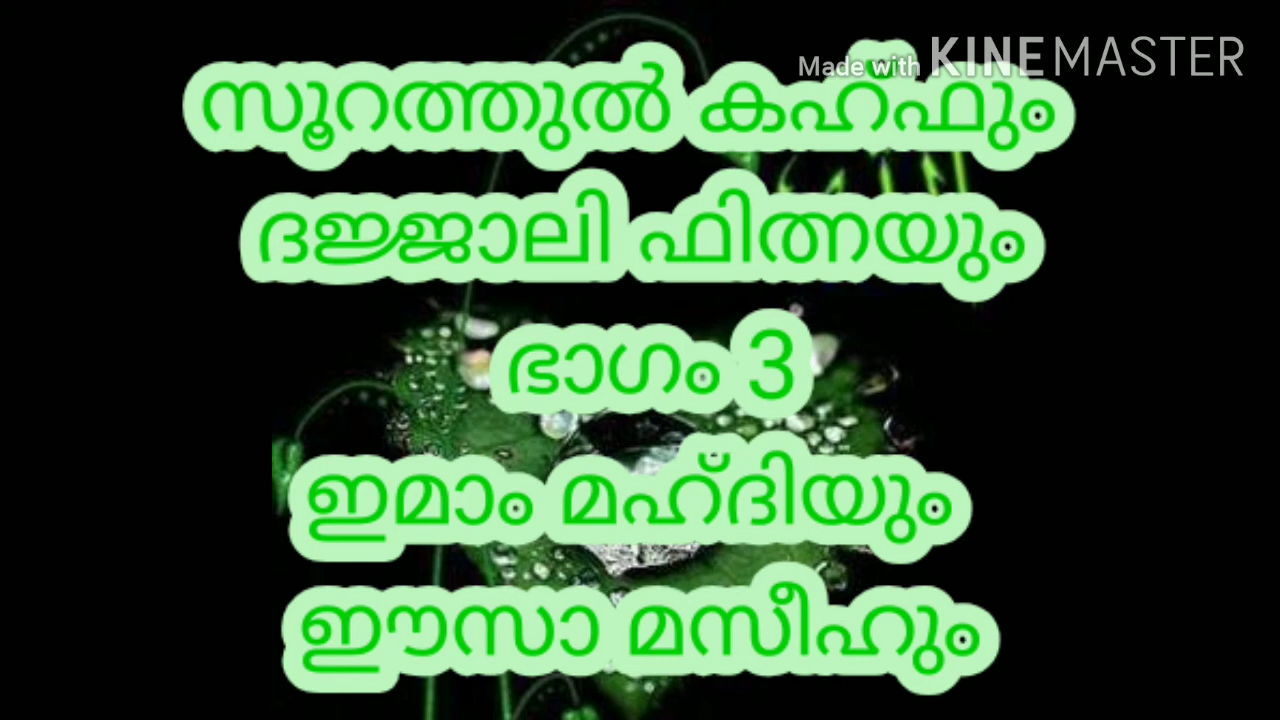 Made with KINEMASTER
സൂറത്തുൽ കഹ്ഫും
ദജ്ജാലി ഫിത്നയും
ഭാഗം 3
ഇമാം മഹ്ദിയും
ഈസാ മസീഹും